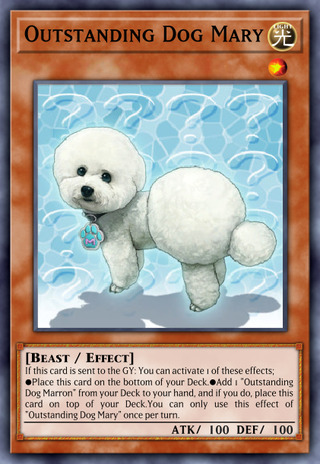 Outstanding Dog Mary
LIGHT
光
M
[Beast / Effect]
If this card is sent to the GY: You can activate 1 of these effects;
●Place this card on the bottom of your Deck.●Add 1 "Outstanding
Dog Marron" from your Deck to your hand, and if you do, place this
card on top of your Deck.You can only use this effect of
"Outstanding Dog Mary" once per turn.
ATK/ 100 DEF/ 100